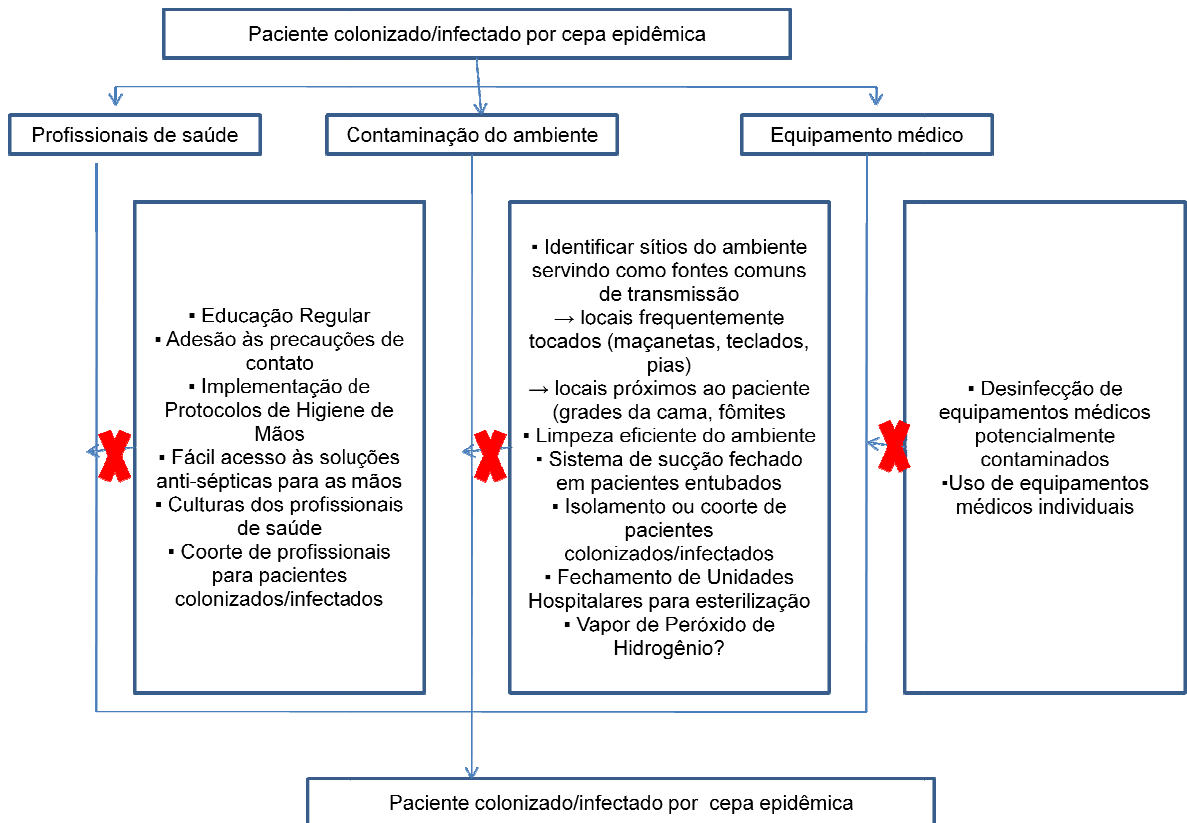 Paciente colonizado/infectado por cepa epidêmica
Profissionais de saúde
Contaminação do ambiente
Equipamento médico
▪ Educação Regular
▪ Adesão às precauções de
contato
▪ Implementação de
Protocolos de Higiene de
Mãos
▪ Fácil acesso às soluções
anti-sépticas para as mãos
▪ Culturas dos profissionais
de saúde
▪ Coorte de profissionais
para pacientes
colonizados/infectados
▪ Identificar sítios do ambiente
servindo como fontes comuns
de transmissão
→ locais frequentemente
tocados (maçanetas, teclados,
pias)
→ locais próximos ao paciente
(grades da cama, fômites
▪ Limpeza eficiente do ambiente
▪ Sistema de sucção fechado
em pacientes entubados
▪ Isolamento ou coorte de
pacientes
colonizados/infectados
▪ Fechamento de Unidades
Hospitalares para esterilização
▪ Vapor de Peróxido de
Hidrogênio?
▪ Desinfecção de
equipamentos médicos
potencialmente
contaminados
▪Uso de equipamentos
médicos individuais
Paciente colonizado/infectado por cepa epidêmica